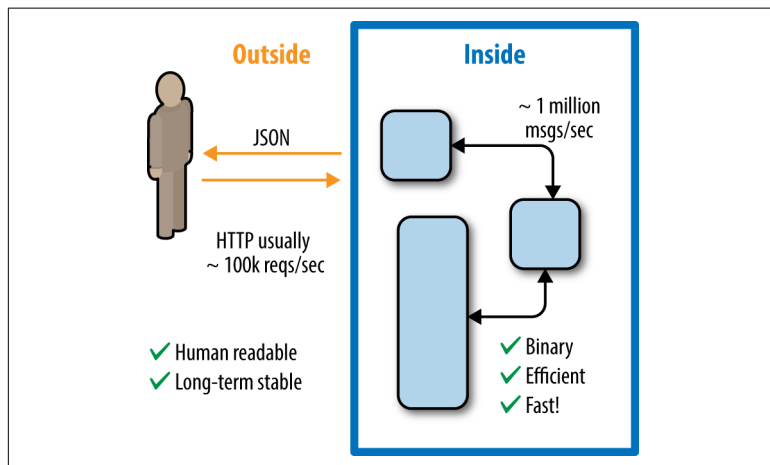 Outside
Inside
JSON
HTTP usually
~ 100k reqs/sec
~ 1 million
msgs/sec
✓ Human readable
✓ Long-term stable
✓ Binary
✓ Efficient
✓ Fast!